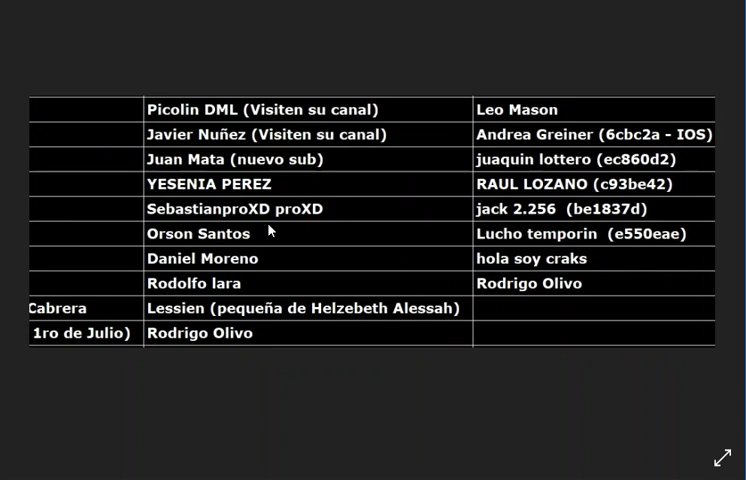 Picolin DML (Visiten su canal) Leo Mason
Javier Nuñez (Visiten su canal) Andrea Greiner (6cbc2a - IOS)
Juan Mata (nuevo sub) juaquin lottero (ec860d2)
YESENIA PEREZ RAUL LOZANO (c93be42)
SebastianproXD proXD jack 2.256 (be1837d)
Orson Santos Lucho temporin (e550eae)
Daniel Moreno hola soy craks
Rodolfo lara Rodrigo Olivo
Cabrera Lessien (pequeña de Helzebeth Alessah)
1ro de Julio) Rodrigo Olivo